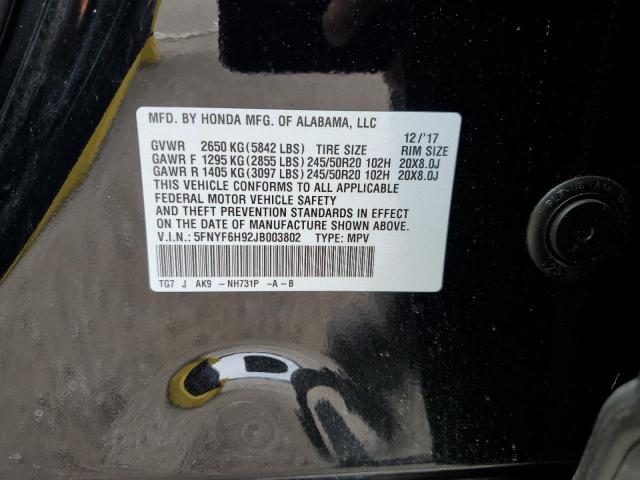 MFD. BY HONDA MFG. OF ALABAMA, LLC
12/'17
GVWR 2650 KG(5842 LBS) TIRE SIZE RIM SIZE
GAWR F 1295 KG(2855 LBS) 245/50R20 102H 20X8.0J
GAWR R 1405 KG(3097 LBS) 245/50R20 102H 20X8.0J
THIS VEHICLE CONFORMS TO ALL APPLICABLE
FEDERAL MOTOR VEHICLE SAFETY
AND THEFT PREVENTION STANDARDS IN EFFECT
ON THE DATE OF MANUFACTURE SHOWN ABOVE.
V.I.N.: 5FNYF6H92JB003802 TYPE: MPV
TG7 J AK9 -NH731P -A-B